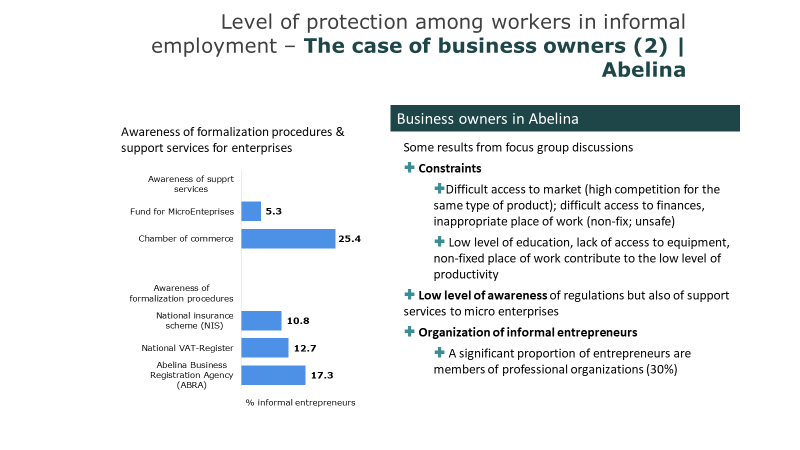 Level of protection among workers in informal
employment – The case of business owners (2) |
Abelina
Awareness of formalization procedures &
support services for enterprises
Awareness of supprt
services
Fund for MicroEnteprises
5.3
Chamber of commerce
25.4
Awareness of
formalization procedures
National insurance
scheme (NIS)
10.8
National VAT-Register
12.7
Abelina Business
Registration Agency
(ABRA)
17.3
% informal entrepreneurs
Business owners in Abelina
Some results from focus group discussions
Constraints
Difficult access to market (high competition for the
same type of product); difficult access to finances,
inappropriate place of work (non-fix; unsafe)
Low level of education, lack of access to equipment,
non-fixed place of work contribute to the low level of
productivity
Low level of awareness of regulations but also of support
services to micro enterprises
Organization of informal entrepreneurs
A significant proportion of entrepreneurs are
members of professional organizations (30%)